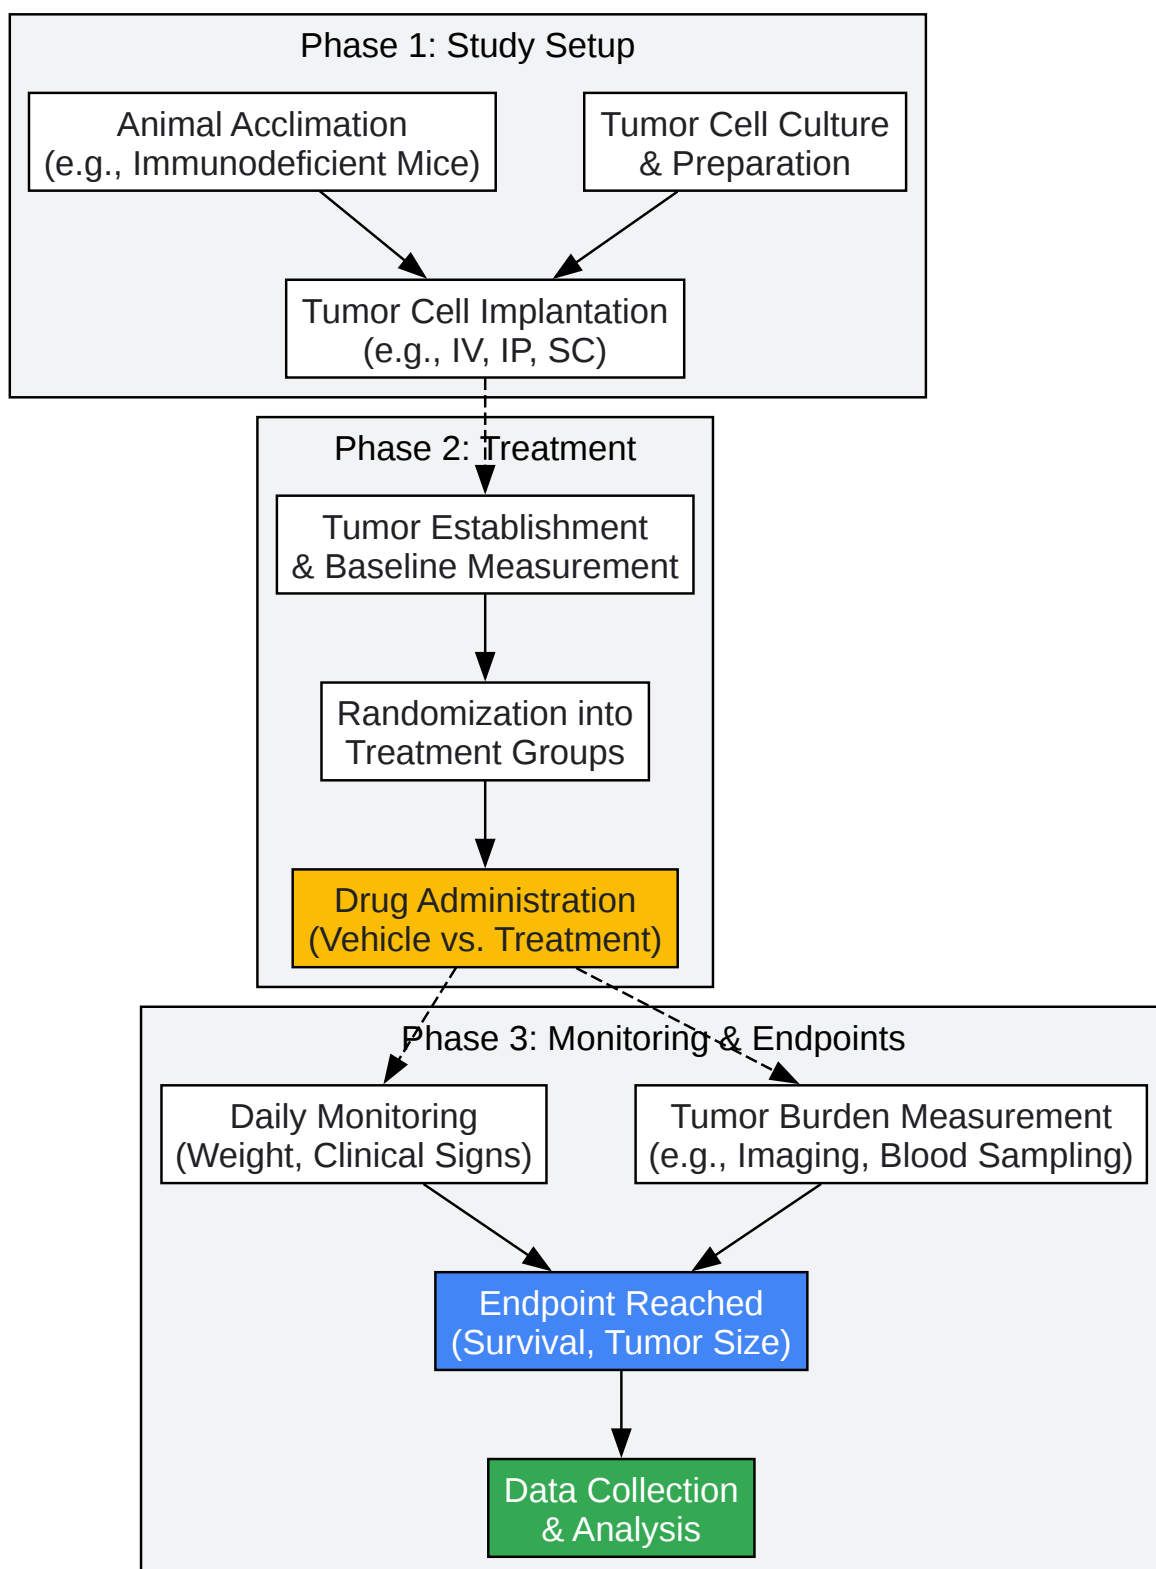 Phase 1: Study Setup
Animal Acclimation
(e.g., Immunodeficient Mice)
Tumor Cell Culture
& Preparation
Tumor Cell Implantation
(e.g., IV, IP, SC)
Phase 2: Treatment
Tumor Establishment
& Baseline Measurement
Randomization into
Treatment Groups
Drug Administration
(Vehicle vs. Treatment)
Phase 3: Monitoring & Endpoints
Daily Monitoring
(Weight, Clinical Signs)
Tumor Burden Measurement
(e.g., Imaging, Blood Sampling)
Endpoint Reached
(Survival, Tumor Size)
Data Collection
& Analysis